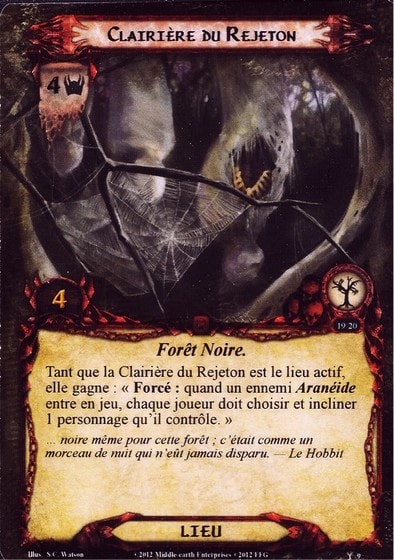 Clairière du Rejeton
4
4
19/20
Forêt Noire.
Tant que la Clairière du Rejeton est le lieu actif,
elle gagne : « Forcé : quand un ennemi Aranéide
entre en jeu, chaque joueur doit choisir et incliner
1 personnage qu'il contrôle. »
... noire même pour cette forêt ; c'était comme un
morceau de nuit qui n'eût jamais disparu. — Le Hobbit
LIEU
Illus. S.C. Watson
©2012 Middle-earth Enterprises ©2012 FFG
9